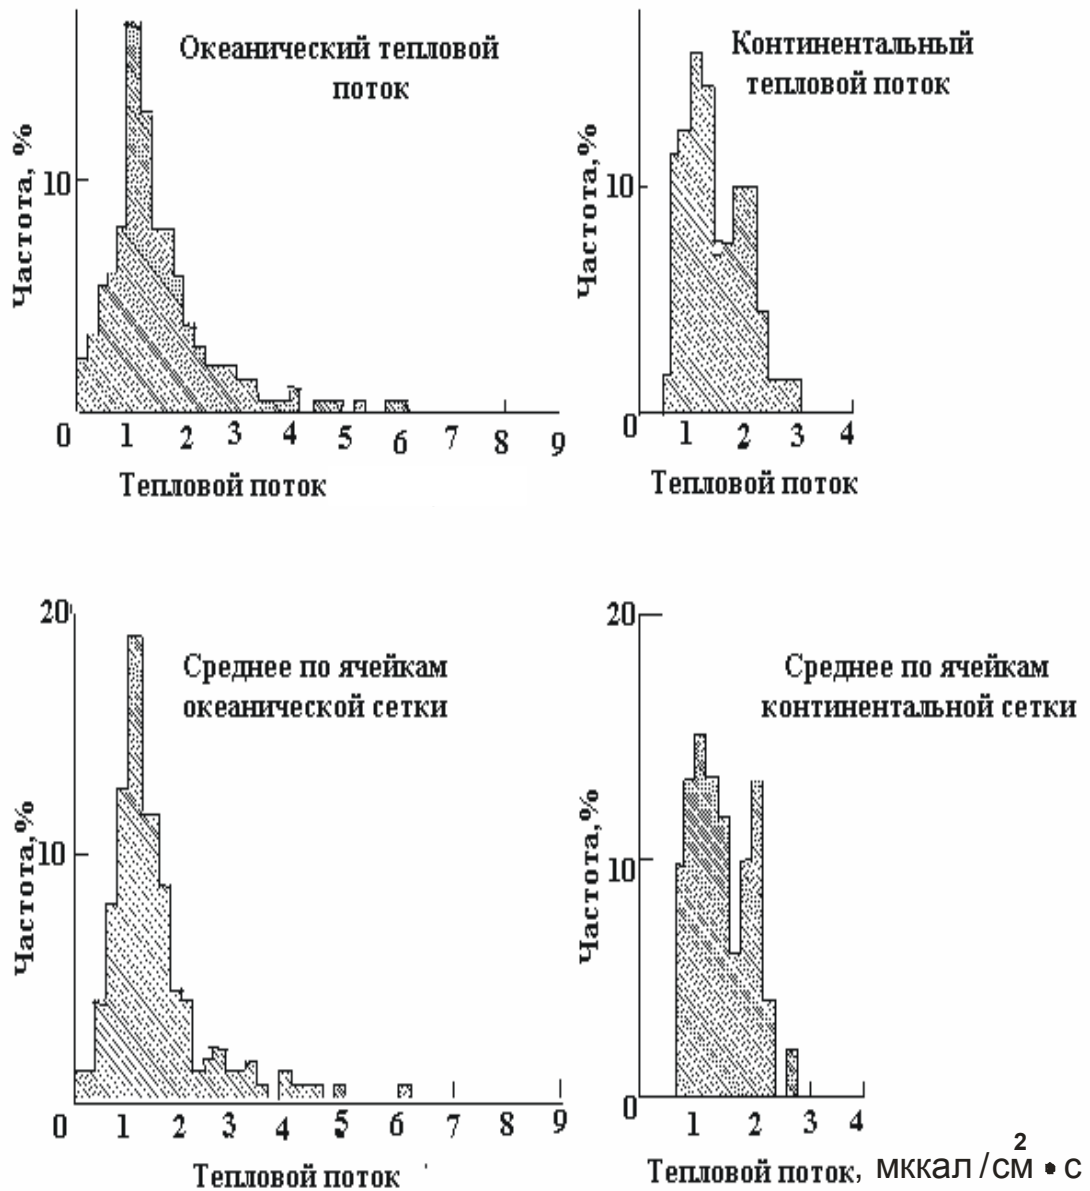 Океанический тепловой
поток
Частота, %
10
0 1 2 3 4 5 6 7 8 9
Тепловой поток
Континентальный
тепловой поток
Частота,%
10
0 1 2 3 4
Тепловой поток
20
Среднее по ячейкам
океанической сетки
Частота,%
10
0 1 2 3 4 5 6 7 8 9
Тепловой поток
20
Среднее по ячейкам
континентальной сетки
Частота,%
10
0 1 2 3 4
Тепловой поток, мккал /см² • с